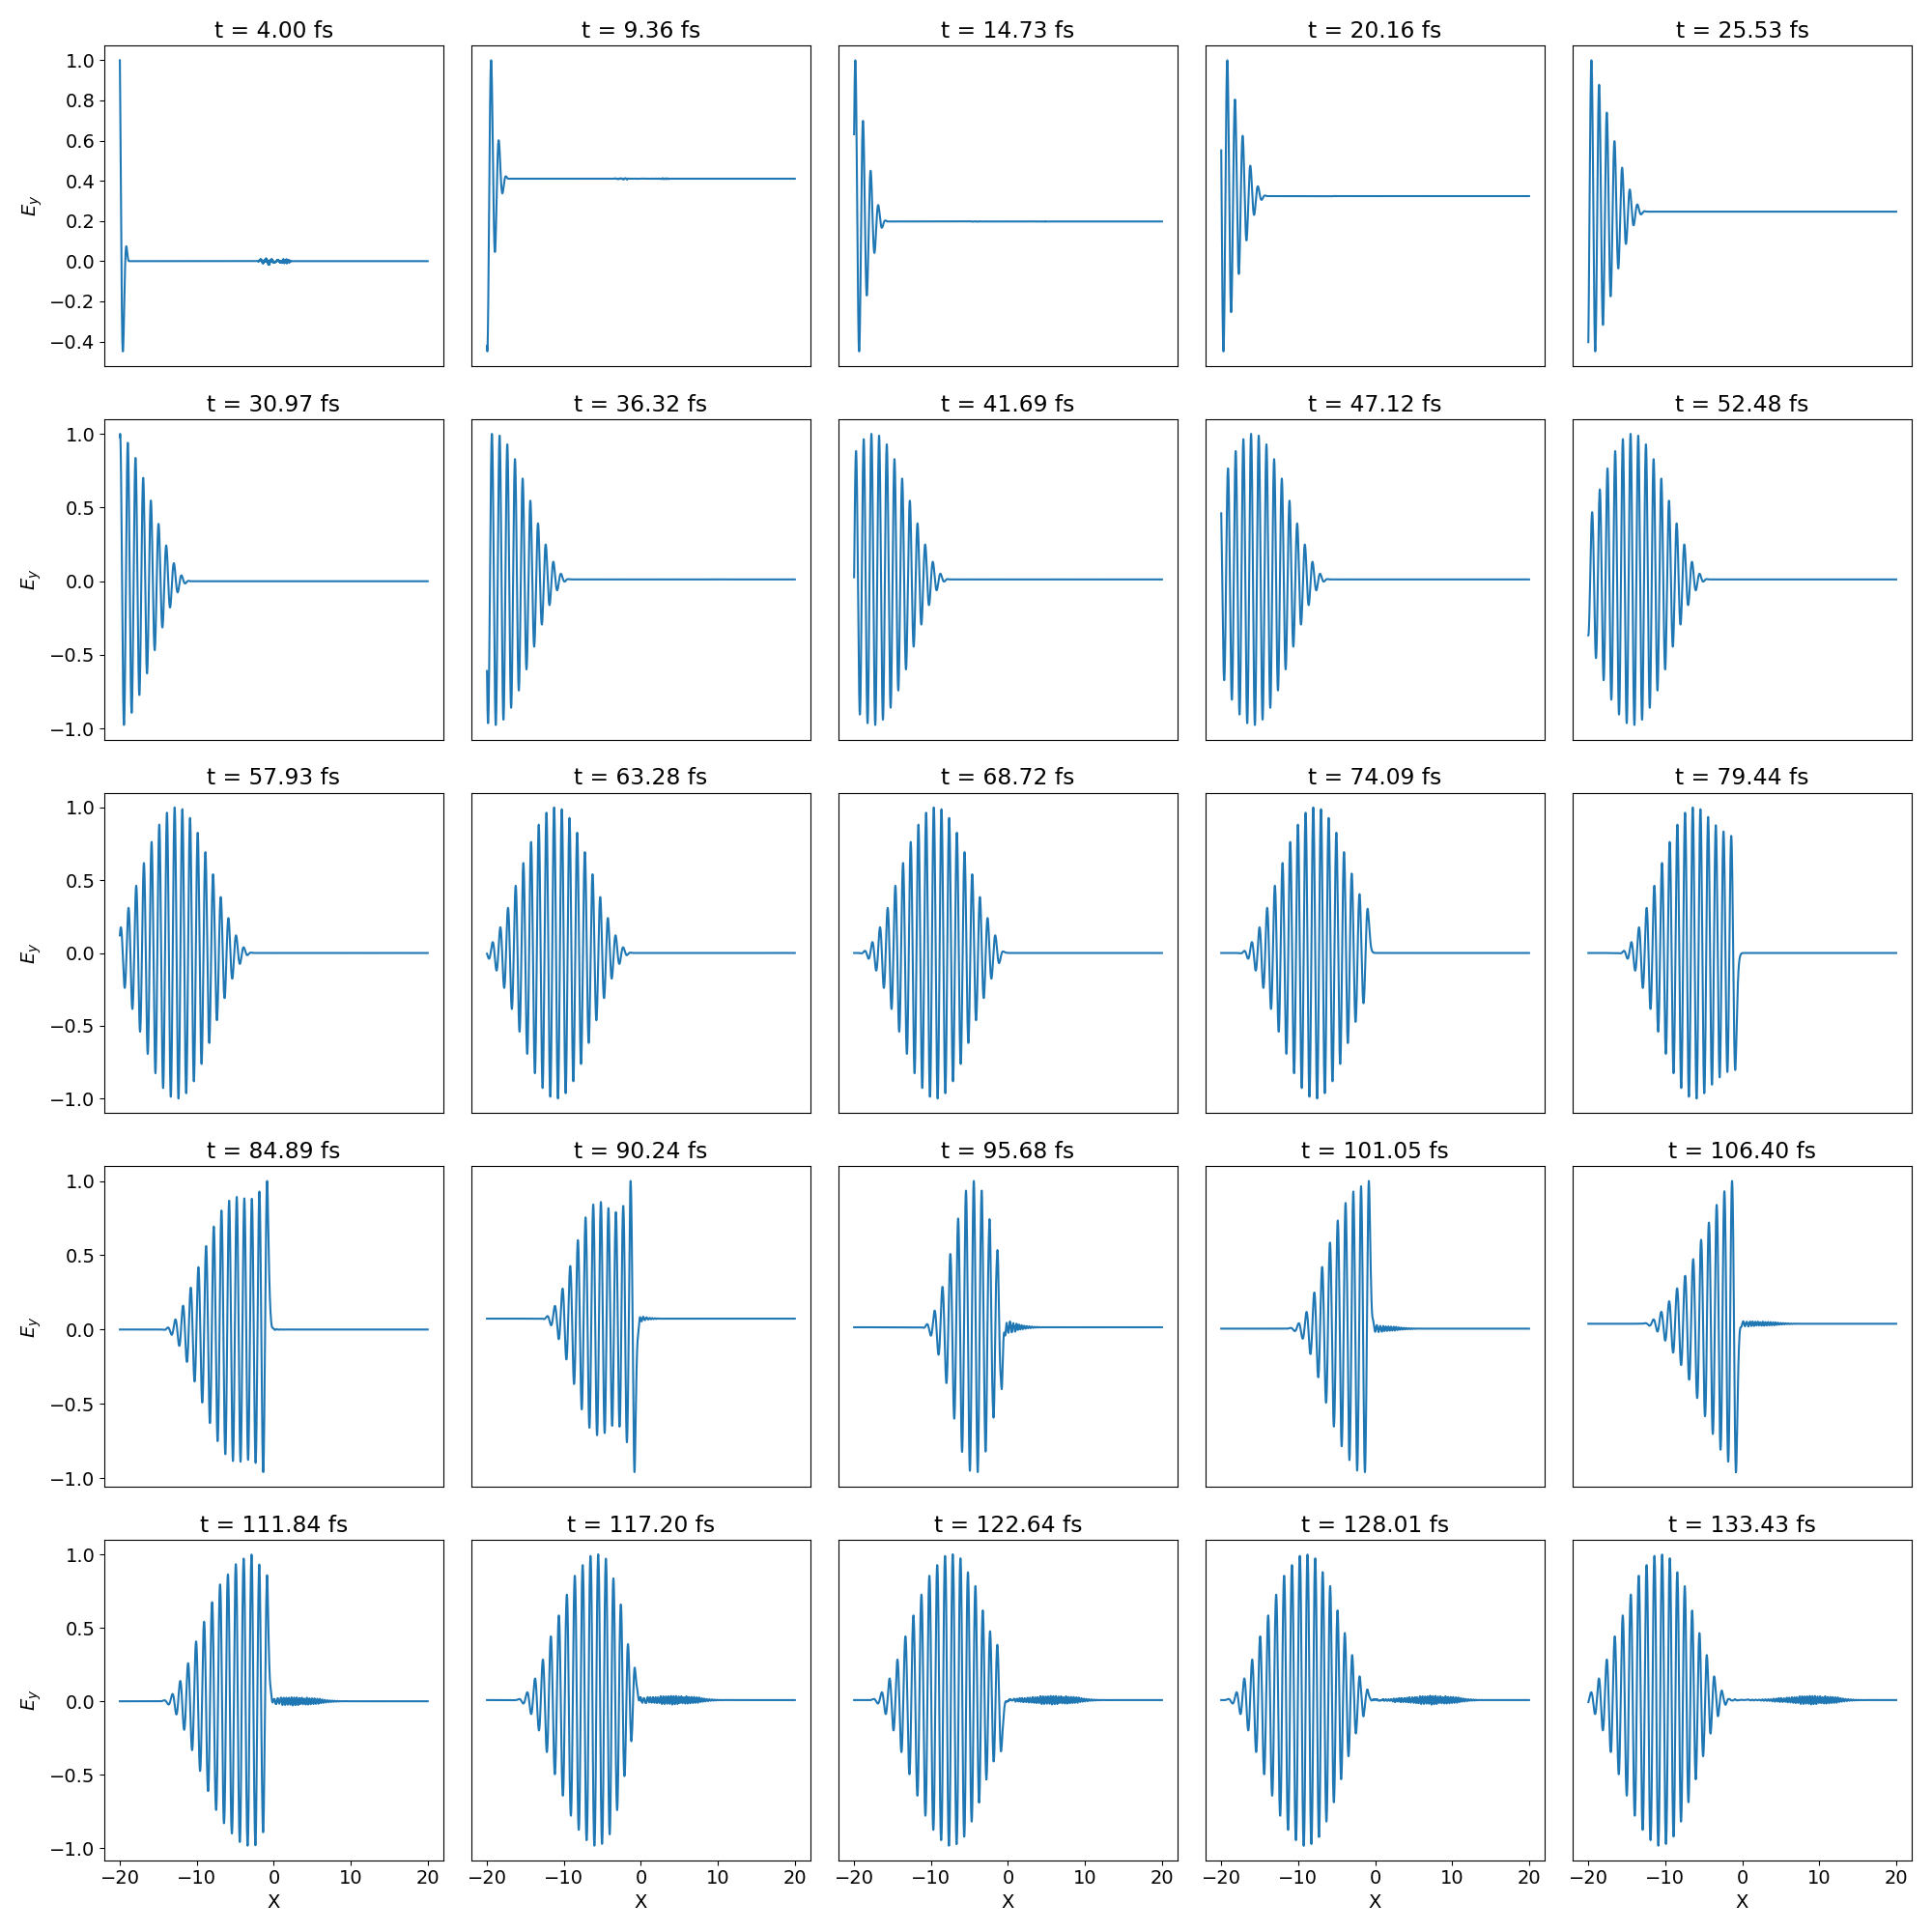 t = 4.00 fs t = 9.36 fs t = 14.73 fs t = 20.16 fs t = 25.53 fs
1.0
0.8
0.6
0.4
0.2
0.0
−0.2
−0.4
E_y
t = 30.97 fs t = 36.32 fs t = 41.69 fs t = 47.12 fs t = 52.48 fs
1.0
0.5
0.0
−0.5
−1.0
E_y
t = 57.93 fs t = 63.28 fs t = 68.72 fs t = 74.09 fs t = 79.44 fs
1.0
0.5
0.0
−0.5
−1.0
E_y
t = 84.89 fs t = 90.24 fs t = 95.68 fs t = 101.05 fs t = 106.40 fs
1.0
0.5
0.0
−0.5
−1.0
E_y
t = 111.84 fs t = 117.20 fs t = 122.64 fs t = 128.01 fs t = 133.43 fs
1.0
0.5
0.0
−0.5
−1.0
E_y
−20 −10 0 10 20 −20 −10 0 10 20 −20 −10 0 10 20 −20 −10 0 10 20 −20 −10 0 10 20
X X X X X